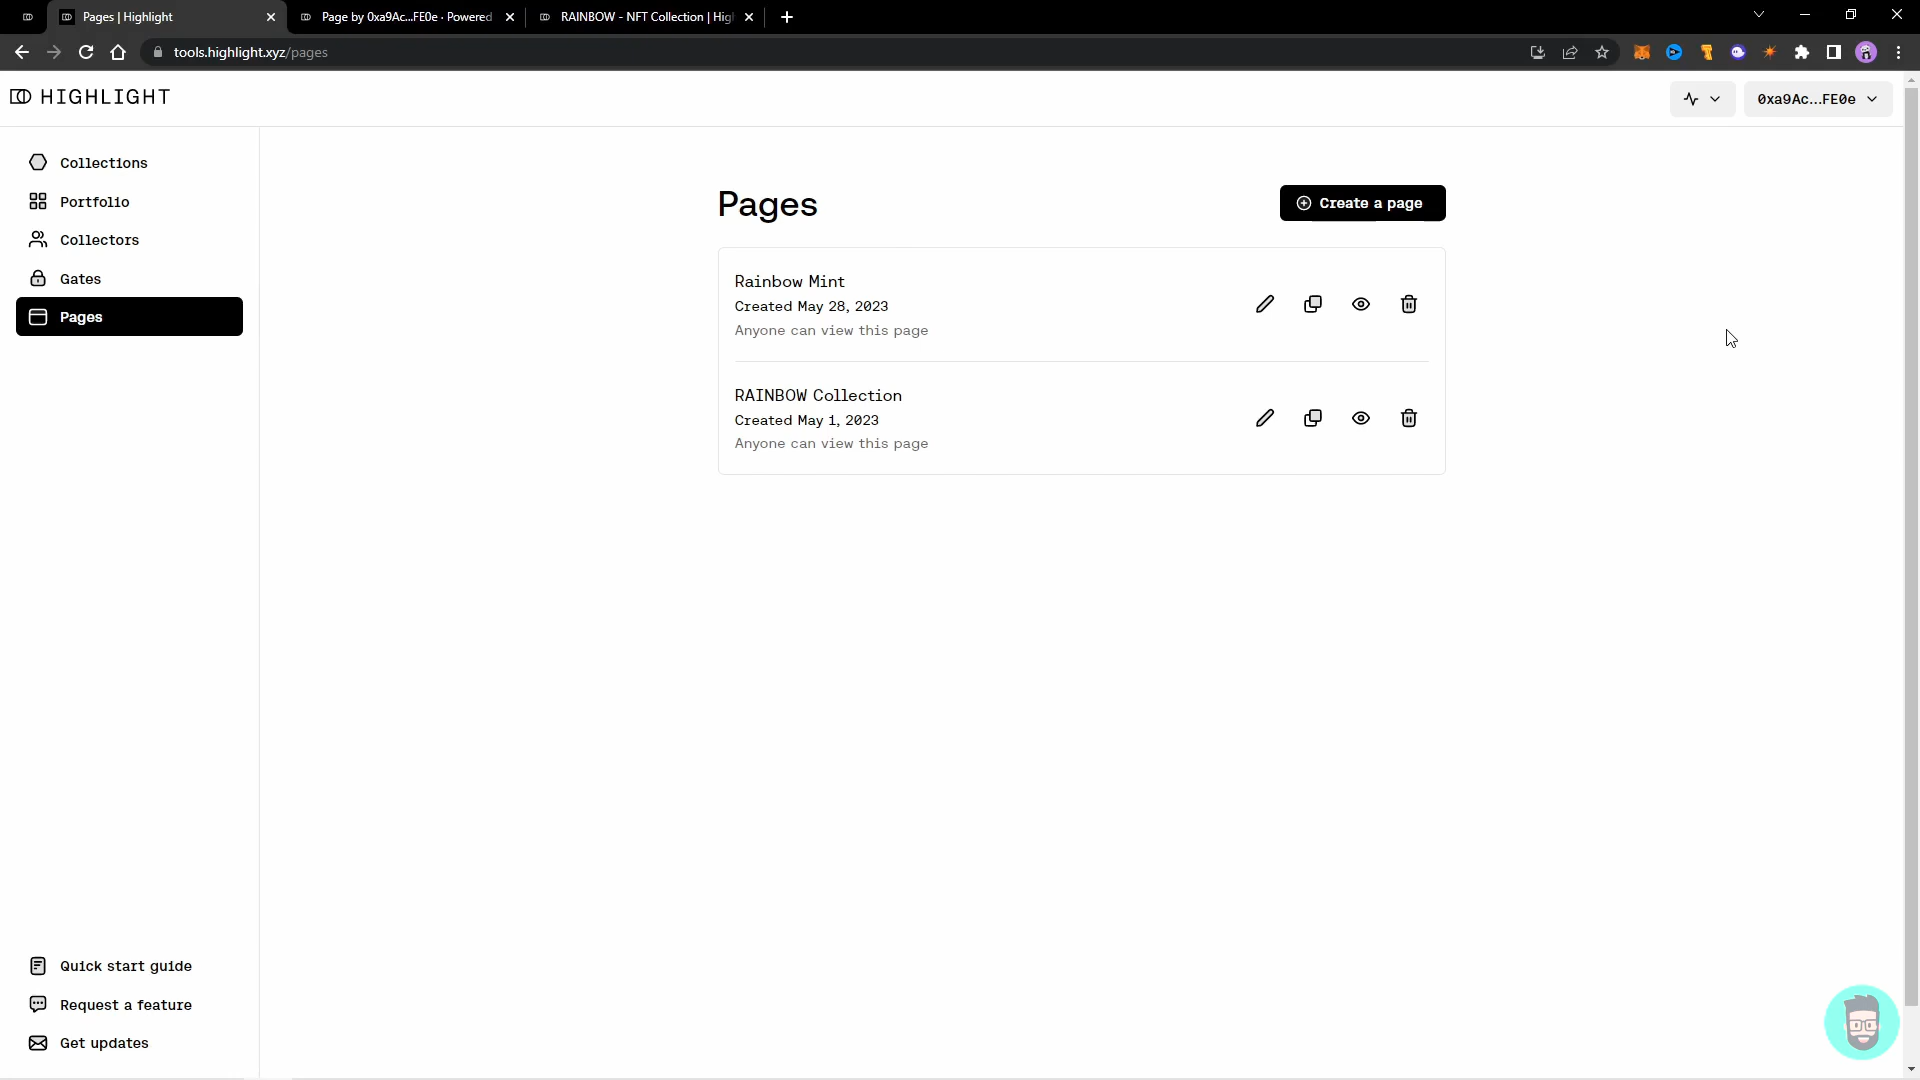 Pages | Highlight
Page by 0xa9Ac...FE0e · Powered
RAINBOW - NFT Collection | Hig
tools.highlight.xyz/pages
HIGHLIGHT
0xa9Ac...FE0e
Collections
Portfolio
Collectors
Gates
Pages
Pages
Create a page
Rainbow Mint
Created May 28, 2023
Anyone can view this page
RAINBOW Collection
Created May 1, 2023
Anyone can view this page
Quick start guide
Request a feature
Get updates